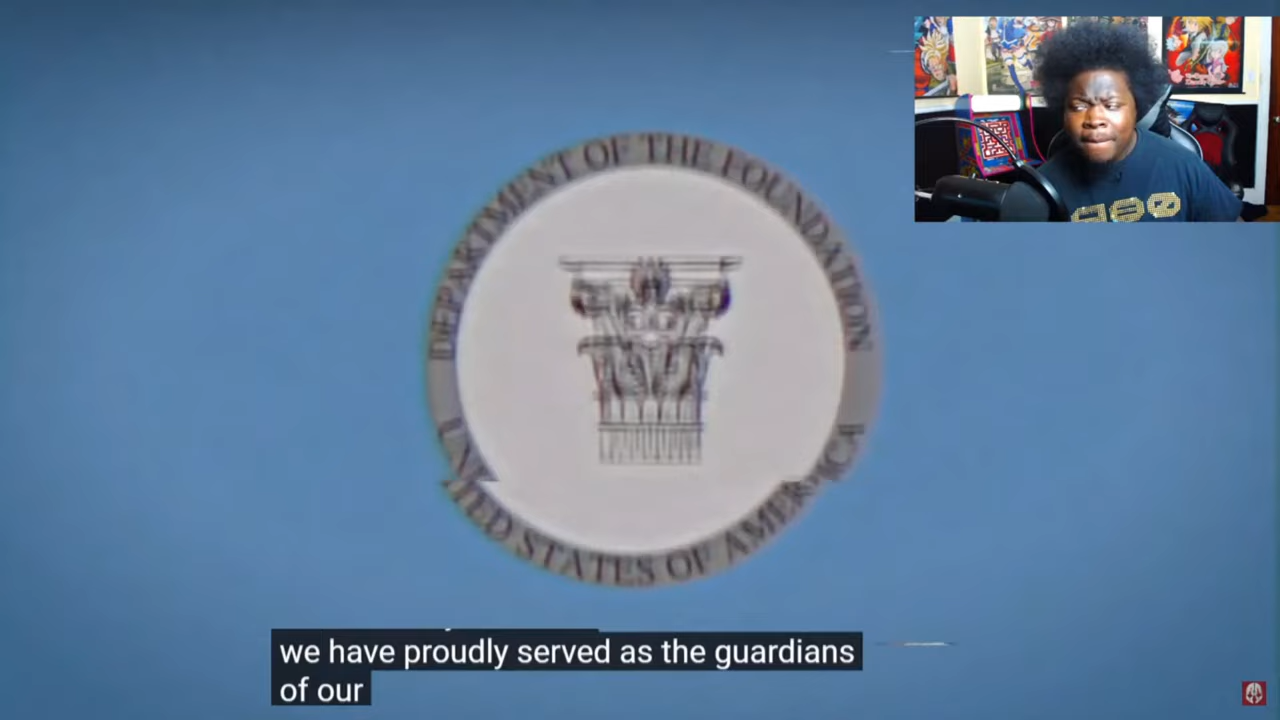 DEPARTMENT OF THE FOUNDATION
UNITED STATES OF AMERICA
we have proudly served as the guardians
of our